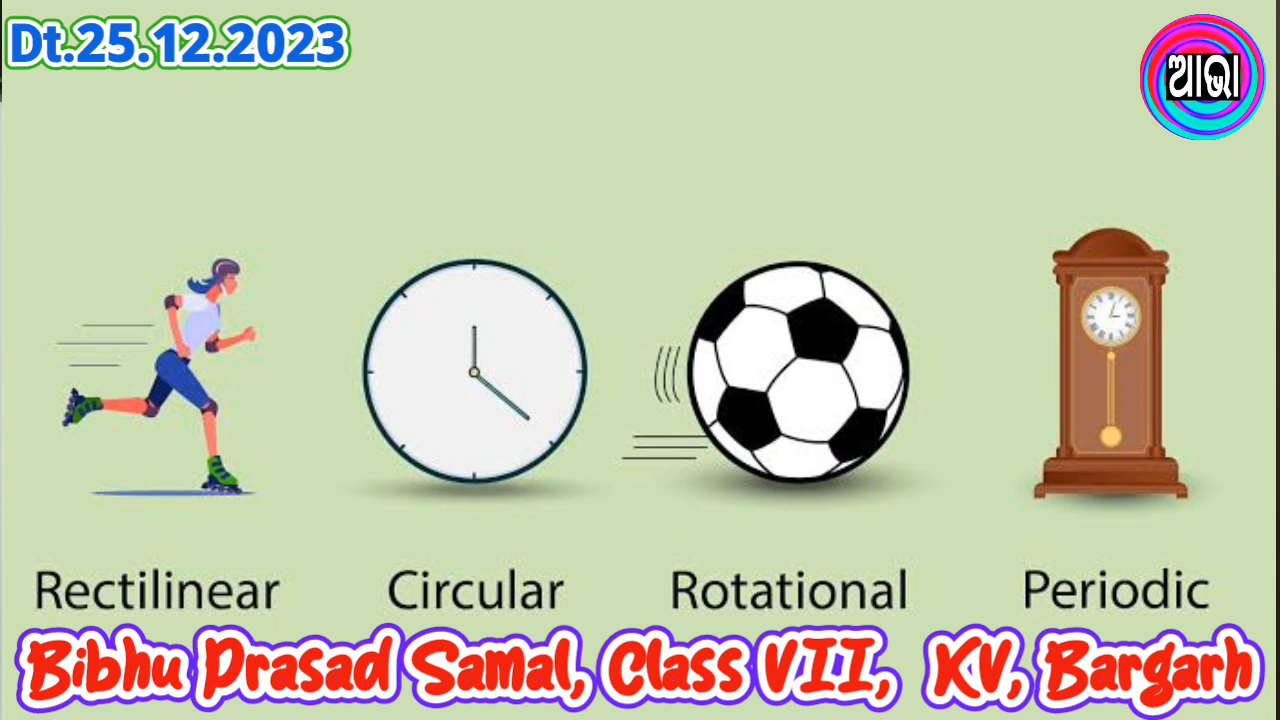 Dt.25.12.2023
ଆଭା
Rectilinear Circular Rotational Periodic
Bibhu Prasad Samal, Class VII, KV, Bargarh